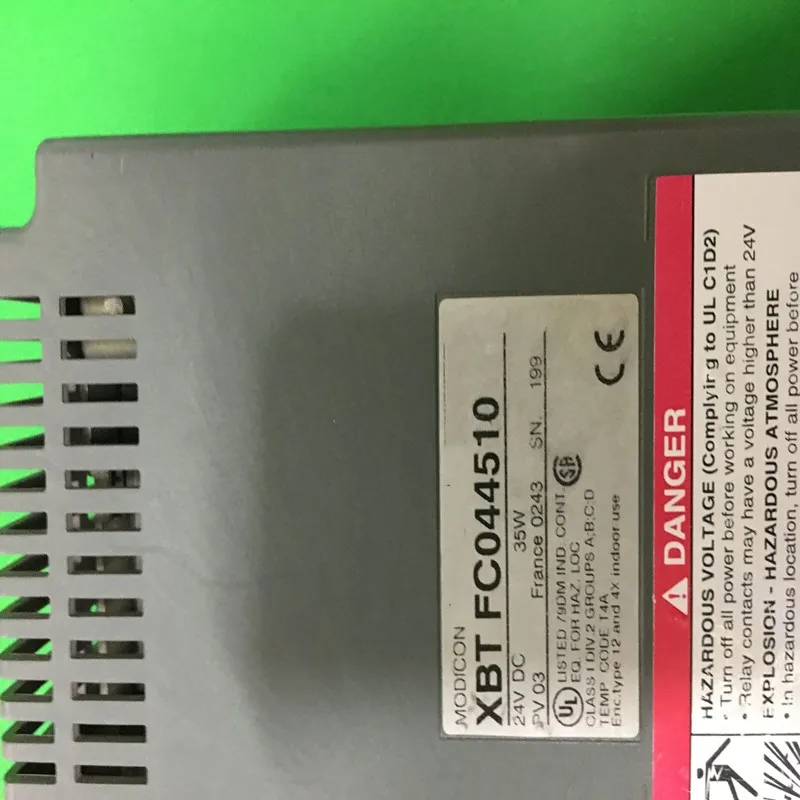 MODICON
XBT FC044510
24V DC 35W
PV 03 France 0243 SN. 199
UL LISTED 79DM IND. CONT. SA
EQ. FOR HAZ. LOC
CLASS I DIV.2 GROUPS A;B;C;D
TEMP. CODE T4A
Enc.type 12 and 4x indoor use
CE
DANGER
HAZARDOUS VOLTAGE (Complying to UL C1D2)
Turn off all power before working on equipment
• Relay contacts may have a voltage higher than 24V
EXPLOSION - HAZARDOUS ATMOSPHERE
• In hazardous location, turn off all power before